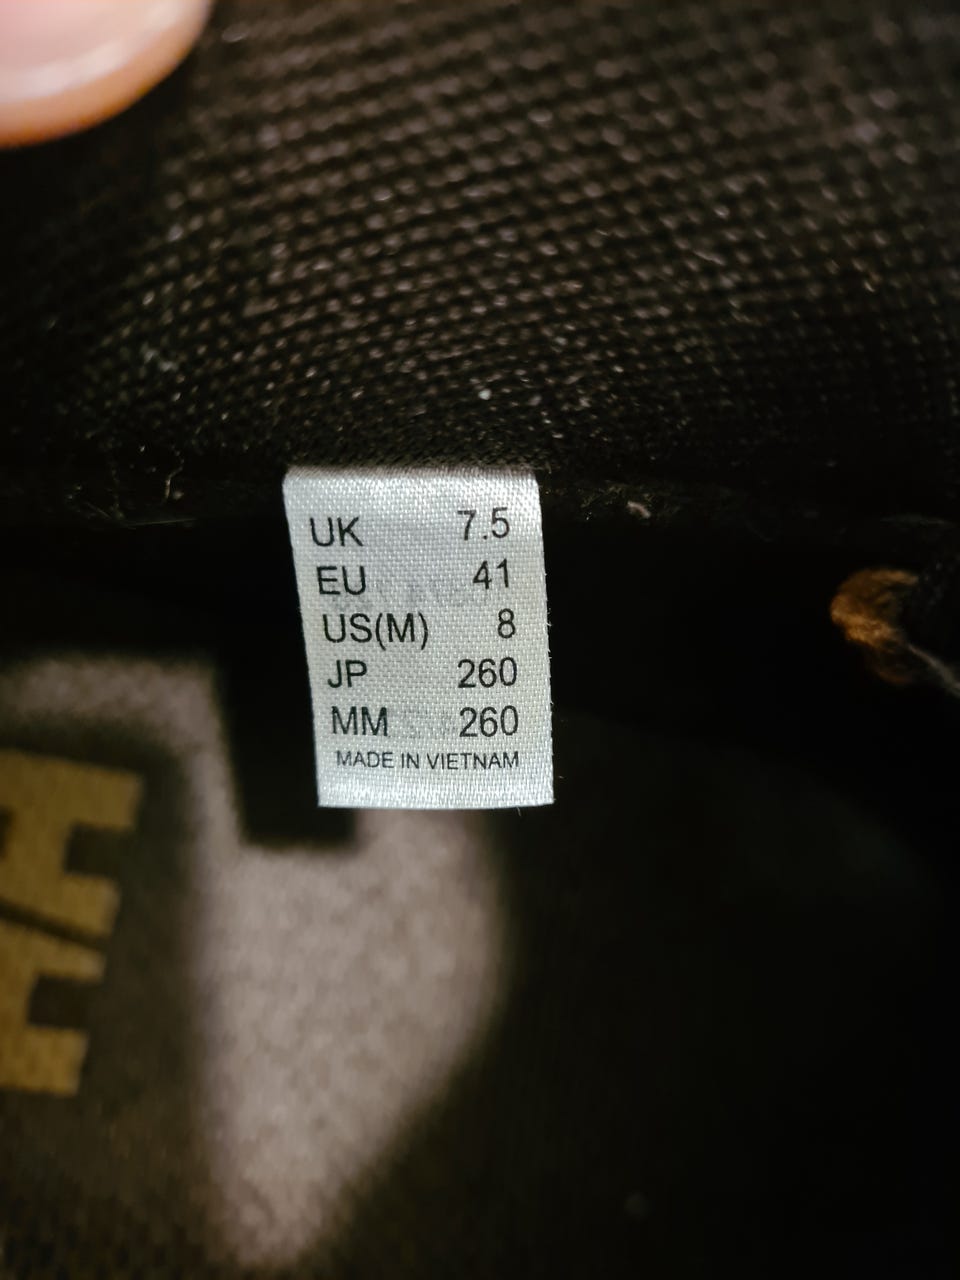 UK 7.5
EU 41
US(M) 8
JP 260
MM 260
MADE IN VIETNAM